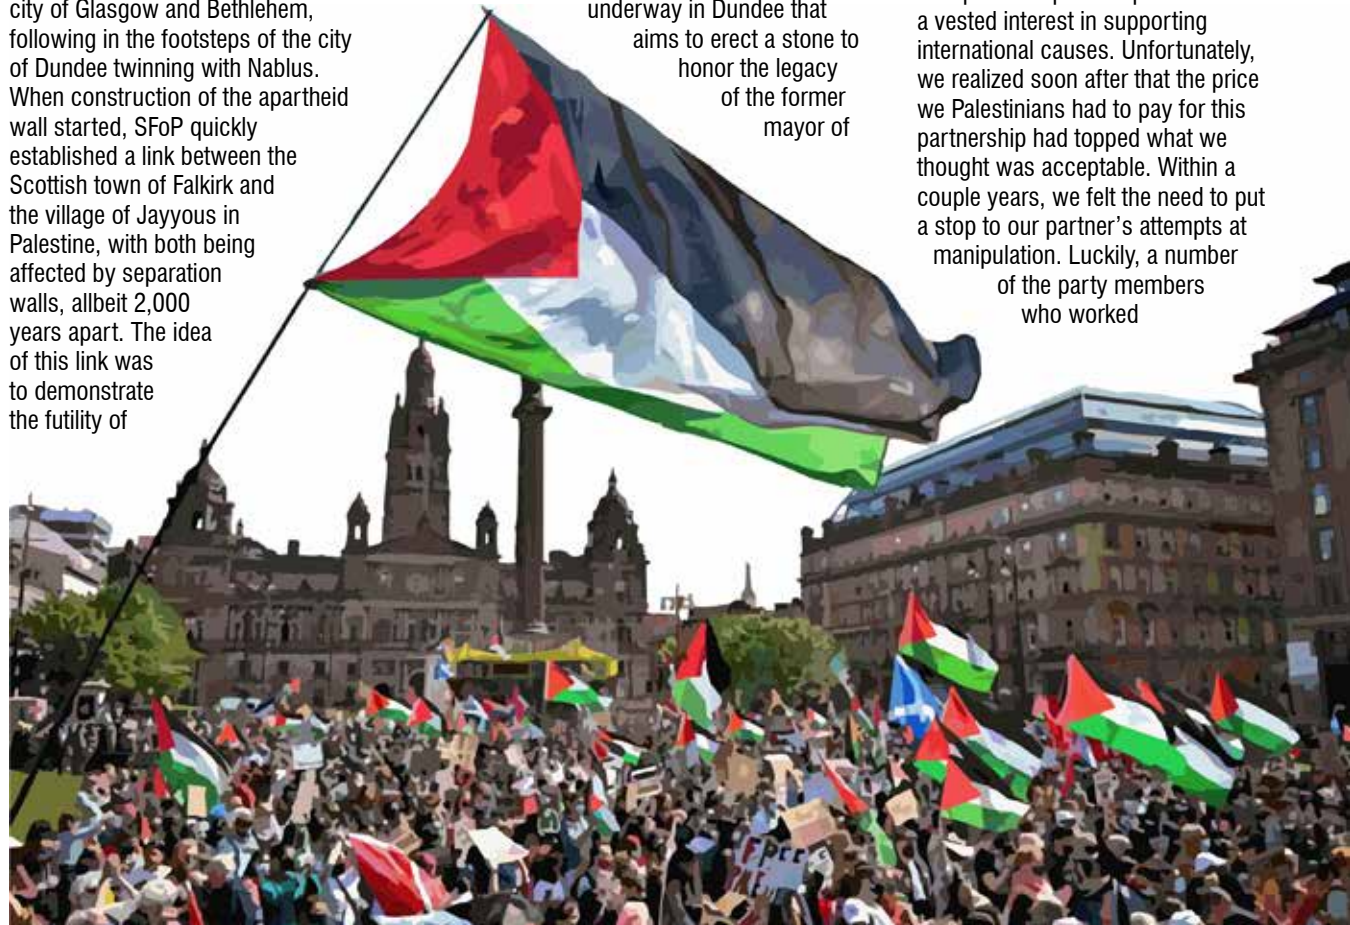 city of Glasgow and Bethlehem,
following in the footsteps of the city
of Dundee twinning with Nablus.
When construction of the apartheid
wall started, SFoP quickly
established a link between the
Scottish town of Falkirk and
the village of Jayyous in
Palestine, with both being
affected by separation
walls, allbeit 2,000
years apart. The idea
of this link was
to demonstrate
the futility of
underway in Dundee that
aims to erect a stone to
honor the legacy
of the former
mayor of
a vested interest in supporting
international causes. Unfortunately,
we realized soon after that the price
we Palestinians had to pay for this
partnership had topped what we
thought was acceptable. Within a
couple years, we felt the need to put
a stop to our partner’s attempts at
manipulation. Luckily, a number
of the party members
who worked